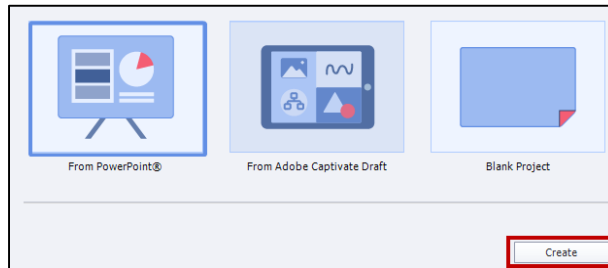 From PowerPoint®
From Adobe Captivate Draft
Blank Project
Create